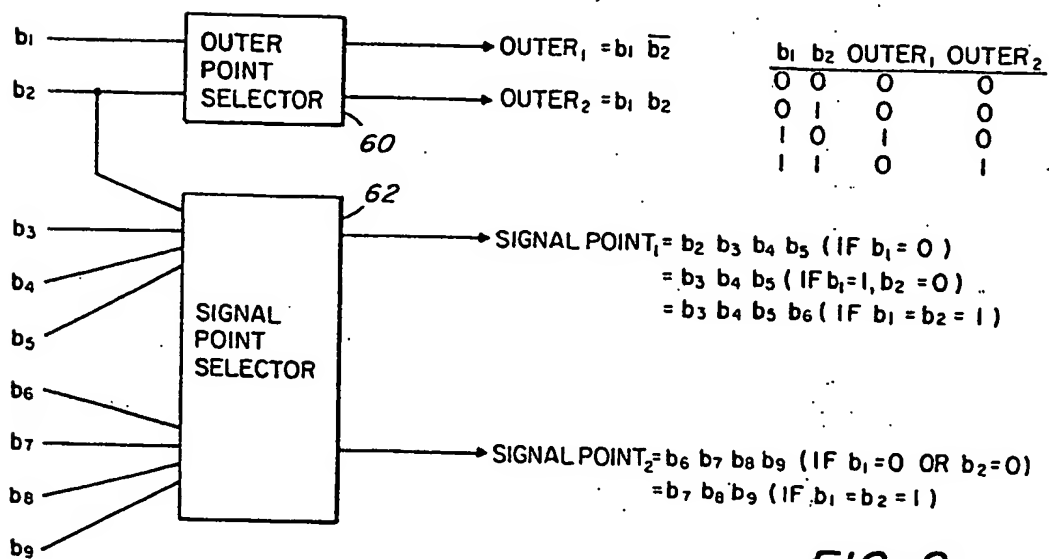 b₁
b₂
OUTER
POINT
SELECTOR
60
OUTER₁ = b₁ b̅₂̅
OUTER₂ = b₁ b₂
b₁ b₂ OUTER₁ OUTER₂
0 0 0 0
0 1 0 0
1 0 1 0
1 1 0 1
62
b₃
b₄
b₅
b₆
b₇
b₈
b₉
SIGNAL
POINT
SELECTOR
SIGNAL POINT₁ = b₂ b₃ b₄ b₅ (IF b₁ = 0)
= b₃ b₄ b₅ (IF b₁=1, b₂ =0)
= b₃ b₄ b₅ b₆ (IF b₁ = b₂ = 1)
SIGNAL POINT₂ = b₆ b₇ b₈ b₉ (IF b₁=0 OR b₂=0)
= b₇ b₈ b₉ (IF b₁ = b₂ = 1)